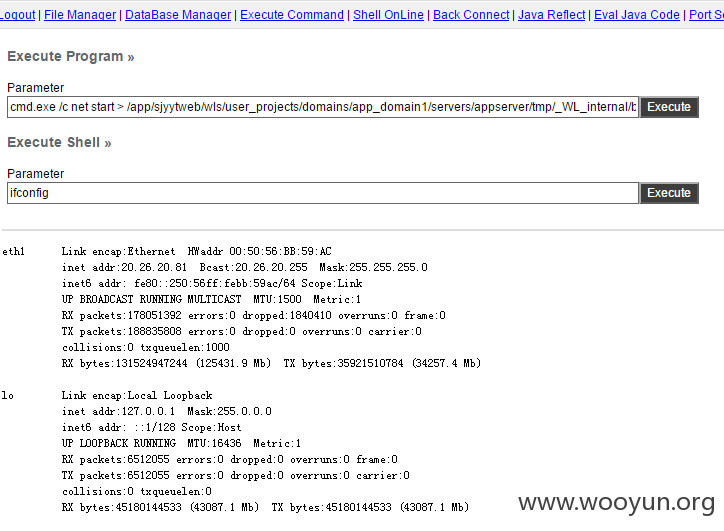 Logout | File Manager | DataBase Manager | Execute Command | Shell OnLine | Back Connect | Java Reflect | Eval Java Code | Port
Execute Program »
Parameter
cmd.exe /c net start > /app/sjyytweb/wls/user_projects/domains/app_domain1/servers/appserver/tmp/_WL_internal/b
Execute
Execute Shell »
Parameter
ifconfig
Execute
eth1 Link encap:Ethernet HWaddr 00:50:56:BB:59:AC
inet addr:20.26.20.81 Bcast:20.26.20.255 Mask:255.255.255.0
inet6 addr: fe80::250:56ff:febb:59ac/64 Scope:Link
UP BROADCAST RUNNING MULTICAST MTU:1500 Metric:1
RX packets:178051392 errors:0 dropped:1840410 overruns:0 frame:0
TX packets:188835808 errors:0 dropped:0 overruns:0 carrier:0
collisions:0 txqueuelen:1000
RX bytes:131524947244 (125431.9 Mb) TX bytes:35921510784 (34257.4 Mb)
lo Link encap:Local Loopback
inet addr:127.0.0.1 Mask:255.0.0.0
inet6 addr: ::1/128 Scope:Host
UP LOOPBACK RUNNING MTU:16436 Metric:1
RX packets:6512055 errors:0 dropped:0 overruns:0 frame:0
TX packets:6512055 errors:0 dropped:0 overruns:0 carrier:0
collisions:0 txqueuelen:0
RX bytes:45180144533 (43087.1 Mb) TX bytes:45180144533 (43087.1 Mb)
www.wooyun.org